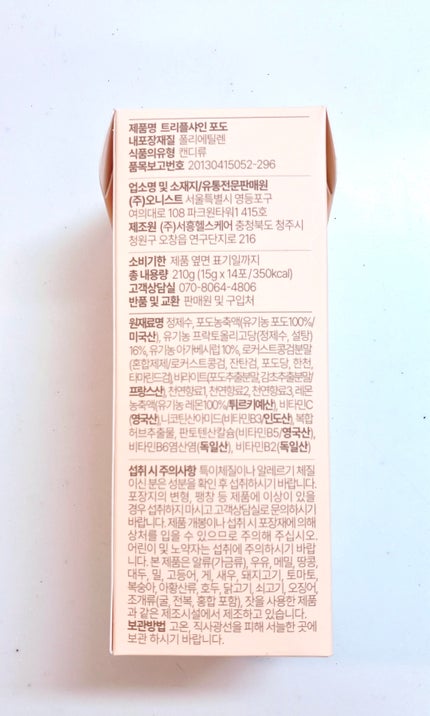 제품명 트리플샤인 포도
내포장재질 폴리에틸렌
식품의유형 캔디류
품목보고번호 20130415052-296
업소명 및 소재지/유통전문판매원
(주)오니스트 서울특별시 영등포구
여의대로 108 파크원타워1 415호
제조원 (주)서흥헬스케어 충청북도 청주시
청원구 오창읍 연구단지로 216
소비기한 제품 옆면 표기일까지
총 내용량 210g (15g x 14포 / 350kcal)
고객상담실 070-8064-4806
반품 및 교환 판매원 및 구입처
원재료명 정제수, 포도농축액(유기농 포도100%/
미국산), 유기농 프락토올리고당(정제수, 설탕)
16%, 유기농아가베시럽 10%, 로커스트콩검분말
(혼합제제/로커스트콩검, 잔탄검, 포도당, 한천,
타마린드검) 바라이트(포도추출분말, 감초추출분말/
프랑스산), 천연향료1, 천연향료2, 천연향료3, 레몬
농축액(유기농 레몬100%/튀르키예산), 비타민C
(영국산), 니코틴산아미드(비타민B3/인도산), 복합
허브추출물, 판토텐산칼슘(비타민B5/영국산),
비타민B6염산염(독일산), 비타민B2(독일산)
섭취 시 주의사항 특이체질이나 알레르기 체질
이신 분은 성분을 확인 후 섭취하시기 바랍니다.
포장지의 변형, 팽창 등 제품에 이상이 있을
경우 섭취하지 마시고 고객상담실로 문의하시기
바랍니다. 제품 개봉이나 섭취 시 포장재에 의해
상처를 입을 수 있으므로 주의해 주십시오.
어린이 및 노약자는 섭취에 주의하시기 바랍
니다. 본 제품은 알류(가금류), 우유, 메밀, 땅콩,
대두, 밀, 고등어, 게, 새우, 돼지고기, 토마토,
복숭아, 아황산류, 호두, 닭고기, 쇠고기, 오징어,
조개류(굴, 전복, 홍합 포함), 잣을 사용한 제품
과 같은 제조시설에서 제조하고 있습니다.
보관방법 고온, 직사광선을 피해 서늘한 곳에
보관 하시기 바랍니다.